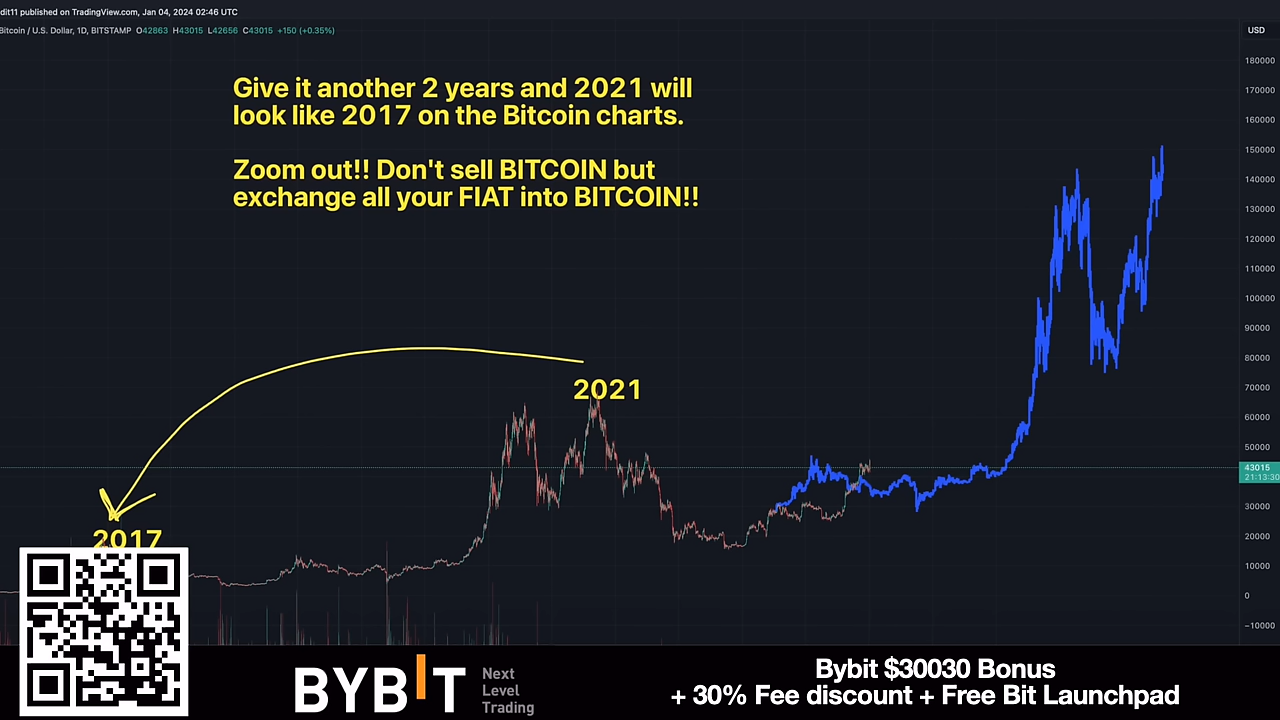 dit11 published on TradingView.com, Jan 04, 2024 02:46 UTC
Bitcoin / U.S. Dollar, 1D, BITSTAMP O42863 H43015 L42656 C43015 +150 (+0.35%)
USD
Give it another 2 years and 2021 will
look like 2017 on the Bitcoin charts.
Zoom out!! Don't sell BITCOIN but
exchange all your FIAT into BITCOIN!!
180000
170000
160000
150000
140000
130000
120000
110000
100000
90000
80000
70000
60000
50000
43015
21:13:30
30000
20000
10000
0
−10000
2021
2017
BYBIT
Next
Level
Trading
Bybit $30030 Bonus
+ 30% Fee discount + Free Bit Launchpad